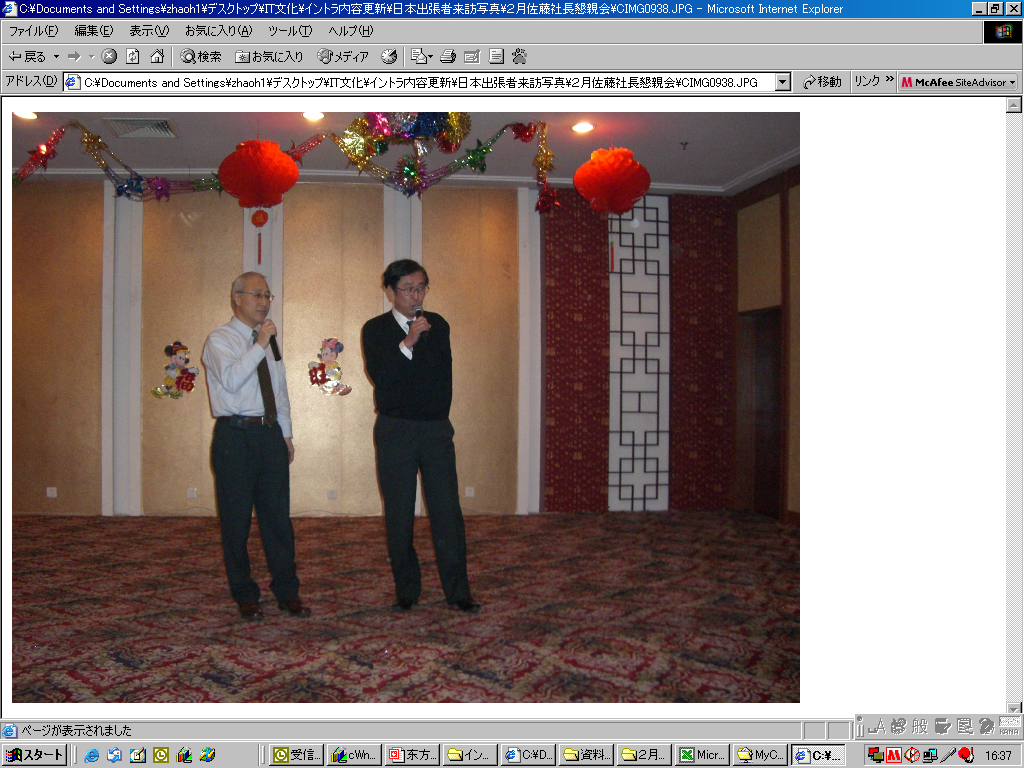 C:¥Documents and Settings¥zhaoh1¥デスクトップ¥IT文化¥イントラ内容更新¥日本出張者来訪写真¥2月佐藤社長懇親会¥CIMG0938.JPG - Microsoft Internet Explorer
ファイル(F) 編集(E) 表示(V) お気に入り(A) ツール(T) ヘルプ(H)
戻る 検索 お気に入り メディア
アドレス(D) C:¥Documents and Settings¥zhaoh1¥デスクトップ¥IT文化¥イントラ内容更新¥日本出張者来訪写真¥2月佐藤社長懇親会¥CIMG0938.JPG 移動 リンク » McAfee SiteAdvisor
福 旺
ページが表示されました
A 般 KANA
スタート 受信... cWn... 东方... イン... C:¥D... 資料... 2月... Micr... MyC... C:¥... 16:37